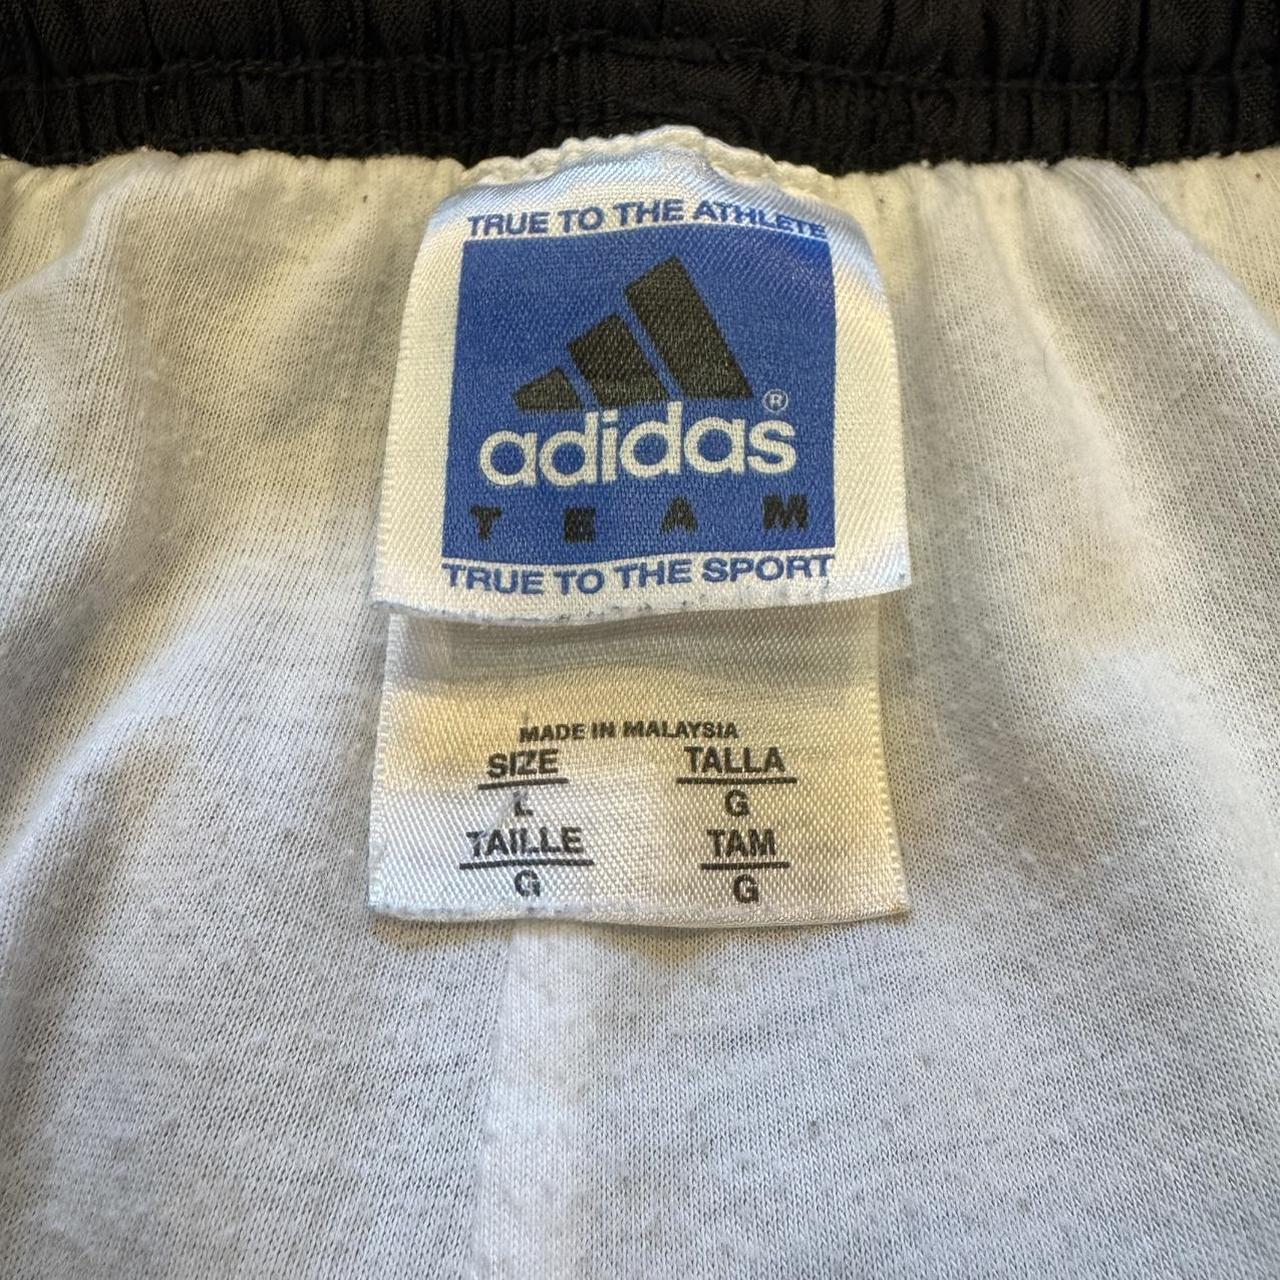 TRUE TO THE ATHLETE
adidas®
TEAM
TRUE TO THE SPORT
MADE IN MALAYSIA
SIZE TALLA
L G
TAILLE TAM
G G